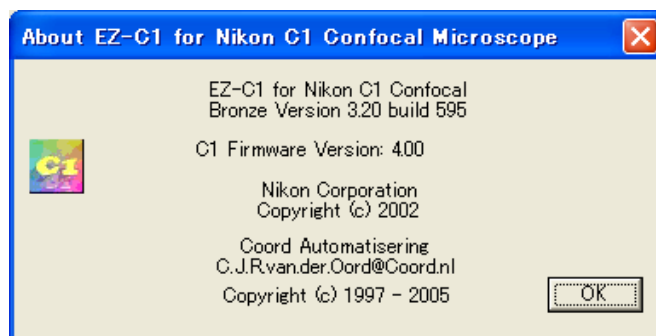 About EZ-C1 for Nikon C1 Confocal Microscope
EZ-C1 for Nikon C1 Confocal
Bronze Version 3.20 build 595
C1
C1 Firmware Version: 4.00
Nikon Corporation
Copyright (c) 2002
Coord Automatisering
C.J.R.van.der.Oord@Coord.nl
Copyright (c) 1997 - 2005
OK